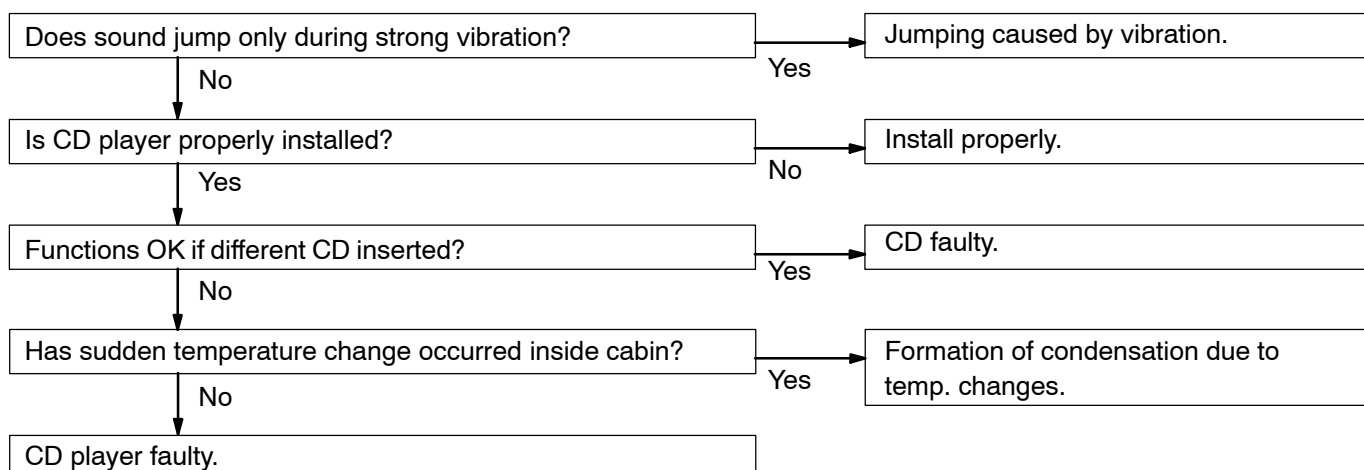 Does sound jump only during strong vibration?
Yes
Jumping caused by vibration.
No
Is CD player properly installed?
No
Install properly.
Yes
Functions OK if different CD inserted?
Yes
CD faulty.
No
Has sudden temperature change occurred inside cabin?
Yes
Formation of condensation due to
temp. changes.
No
CD player faulty.